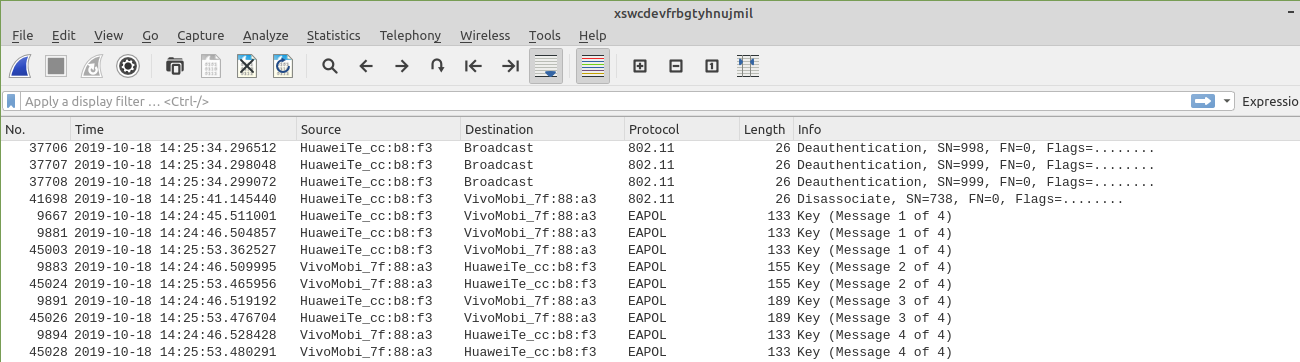 xswcdevfrbgtyhnujmil
File Edit View Go Capture Analyze Statistics Telephony Wireless Tools Help
Apply a display filter … <Ctrl-/> Expressio
No. Time Source Destination Protocol Length Info
37706 2019-10-18 14:25:34.296512 HuaweiTe_cc:b8:f3 Broadcast 802.11 26 Deauthentication, SN=998, FN=0, Flags=........
37707 2019-10-18 14:25:34.298048 HuaweiTe_cc:b8:f3 Broadcast 802.11 26 Deauthentication, SN=999, FN=0, Flags=........
37708 2019-10-18 14:25:34.299072 HuaweiTe_cc:b8:f3 Broadcast 802.11 26 Deauthentication, SN=999, FN=0, Flags=........
41698 2019-10-18 14:25:41.145440 HuaweiTe_cc:b8:f3 VivoMobi_7f:88:a3 802.11 26 Disassociate, SN=738, FN=0, Flags=........
9667 2019-10-18 14:24:45.511001 HuaweiTe_cc:b8:f3 VivoMobi_7f:88:a3 EAPOL 133 Key (Message 1 of 4)
9881 2019-10-18 14:24:46.504857 HuaweiTe_cc:b8:f3 VivoMobi_7f:88:a3 EAPOL 133 Key (Message 1 of 4)
45003 2019-10-18 14:25:53.362527 HuaweiTe_cc:b8:f3 VivoMobi_7f:88:a3 EAPOL 133 Key (Message 1 of 4)
9883 2019-10-18 14:24:46.509995 VivoMobi_7f:88:a3 HuaweiTe_cc:b8:f3 EAPOL 155 Key (Message 2 of 4)
45024 2019-10-18 14:25:53.465956 VivoMobi_7f:88:a3 HuaweiTe_cc:b8:f3 EAPOL 155 Key (Message 2 of 4)
9891 2019-10-18 14:24:46.519192 HuaweiTe_cc:b8:f3 VivoMobi_7f:88:a3 EAPOL 189 Key (Message 3 of 4)
45026 2019-10-18 14:25:53.476704 HuaweiTe_cc:b8:f3 VivoMobi_7f:88:a3 EAPOL 189 Key (Message 3 of 4)
9894 2019-10-18 14:24:46.528428 VivoMobi_7f:88:a3 HuaweiTe_cc:b8:f3 EAPOL 133 Key (Message 4 of 4)
45028 2019-10-18 14:25:53.480291 VivoMobi_7f:88:a3 HuaweiTe_cc:b8:f3 EAPOL 133 Key (Message 4 of 4)